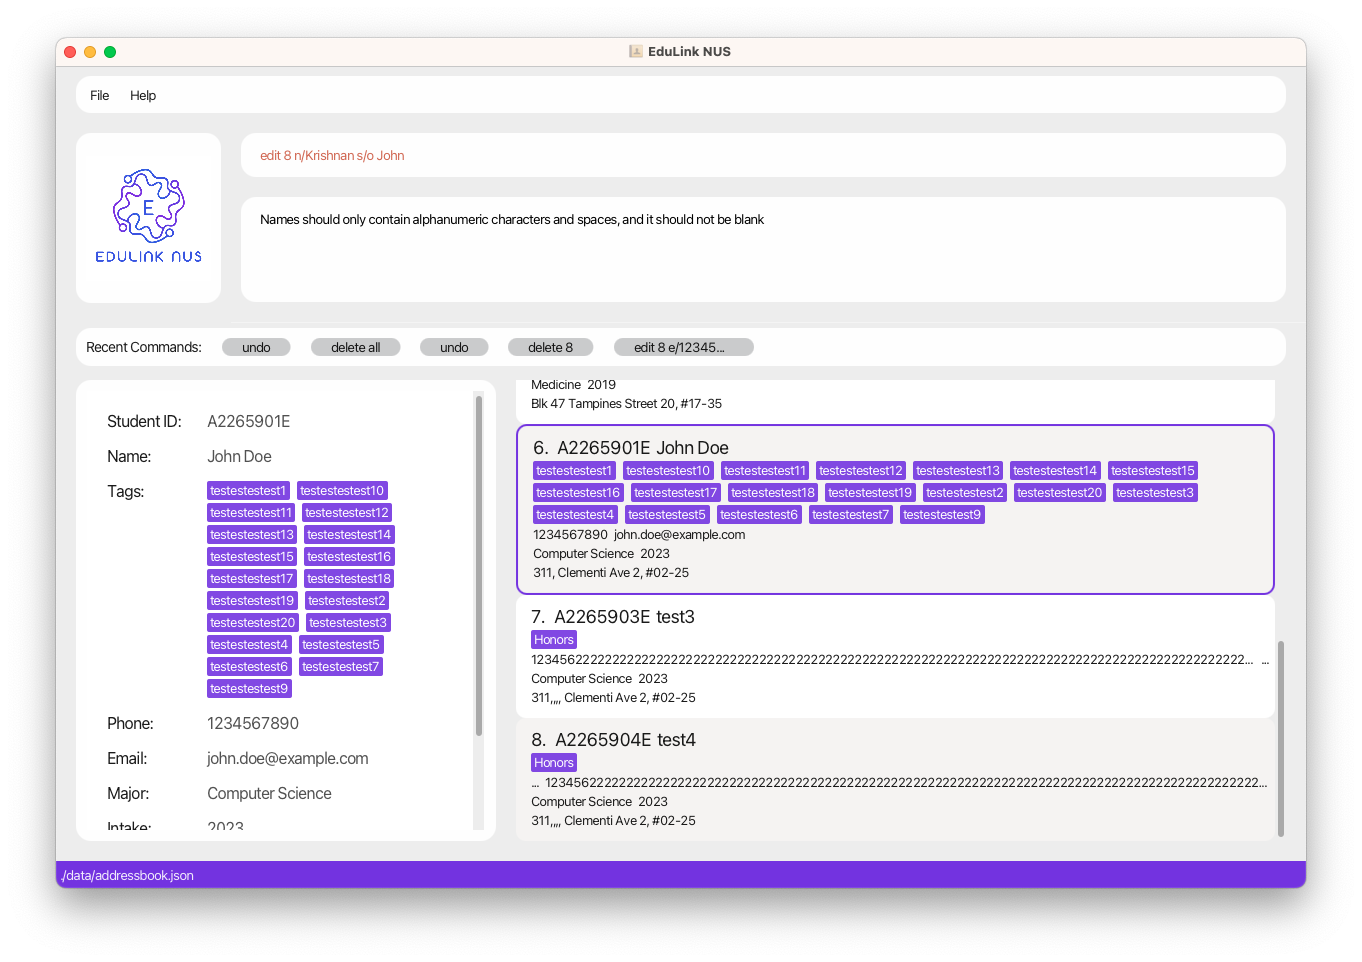 EduLink NUS
File Help
E
EDULINK NUS
edit 8 n/Krishnan s/o John
Names should only contain alphanumeric characters and spaces, and it should not be blank
Recent Commands: undo delete all undo delete 8 edit 8 e/12345...
Student ID: A2265901E
Name: John Doe
Tags: testestestest1 testestestest10
testestestest11 testestestest12
testestestest13 testestestest14
testestestest15 testestestest16
testestestest17 testestestest18
testestestest19 testestestest2
testestestest20 testestestest3
testestestest4 testestestest5
testestestest6 testestestest7
testestestest9
Phone: 1234567890
Email: john.doe@example.com
Major: Computer Science
Intake: 2023
Medicine 2019
Blk 47 Tampines Street 20, #17-35
6. A2265901E John Doe
testestestest1 testestestest10 testestestest11 testestestest12 testestestest13 testestestest14 testestestest15
testestestest16 testestestest17 testestestest18 testestestest19 testestestest2 testestestest20 testestestest3
testestestest4 testestestest5 testestestest6 testestestest7 testestestest9
1234567890 john.doe@example.com
Computer Science 2023
311, Clementi Ave 2, #02-25
7. A2265903E test3
Honors
Computer Science 2023
311,,,, Clementi Ave 2, #02-25
8. A2265904E test4
Honors
Computer Science 2023
311,,,, Clementi Ave 2, #02-25
./data/addressbook.json